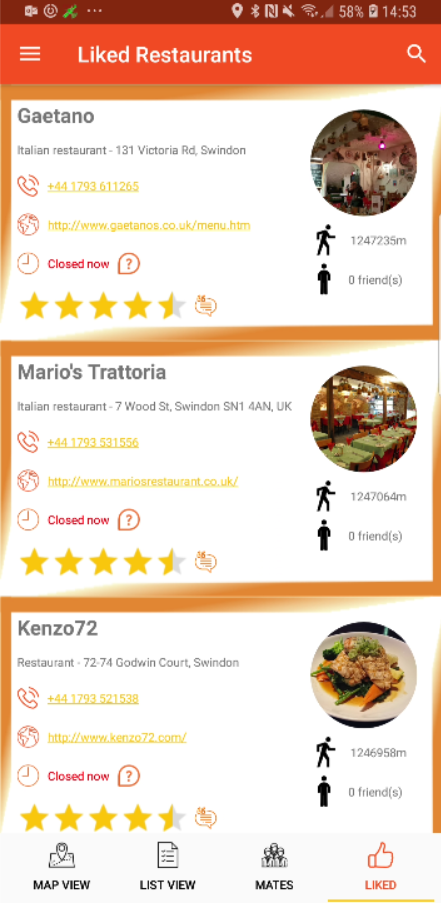 58% 14:53
Liked Restaurants
Gaetano
Italian restaurant - 131 Victoria Rd, Swindon
+44 1793 611265
http://www.gaetanos.co.uk/menu.htm
1247235m
Closed now ?
0 friend(s)
36
Mario's Trattoria
Italian restaurant - 7 Wood St, Swindon SN1 4AN, UK
+44 1793 531556
http://www.mariosrestaurant.co.uk/
1247064m
Closed now ?
0 friend(s)
36
Kenzo72
Restaurant - 72-74 Godwin Court, Swindon
+44 1793 521538
http://www.kenzo72.com/
1246958m
Closed now ?
0 friend(s)
36
MAP VIEW LIST VIEW MATES LIKED